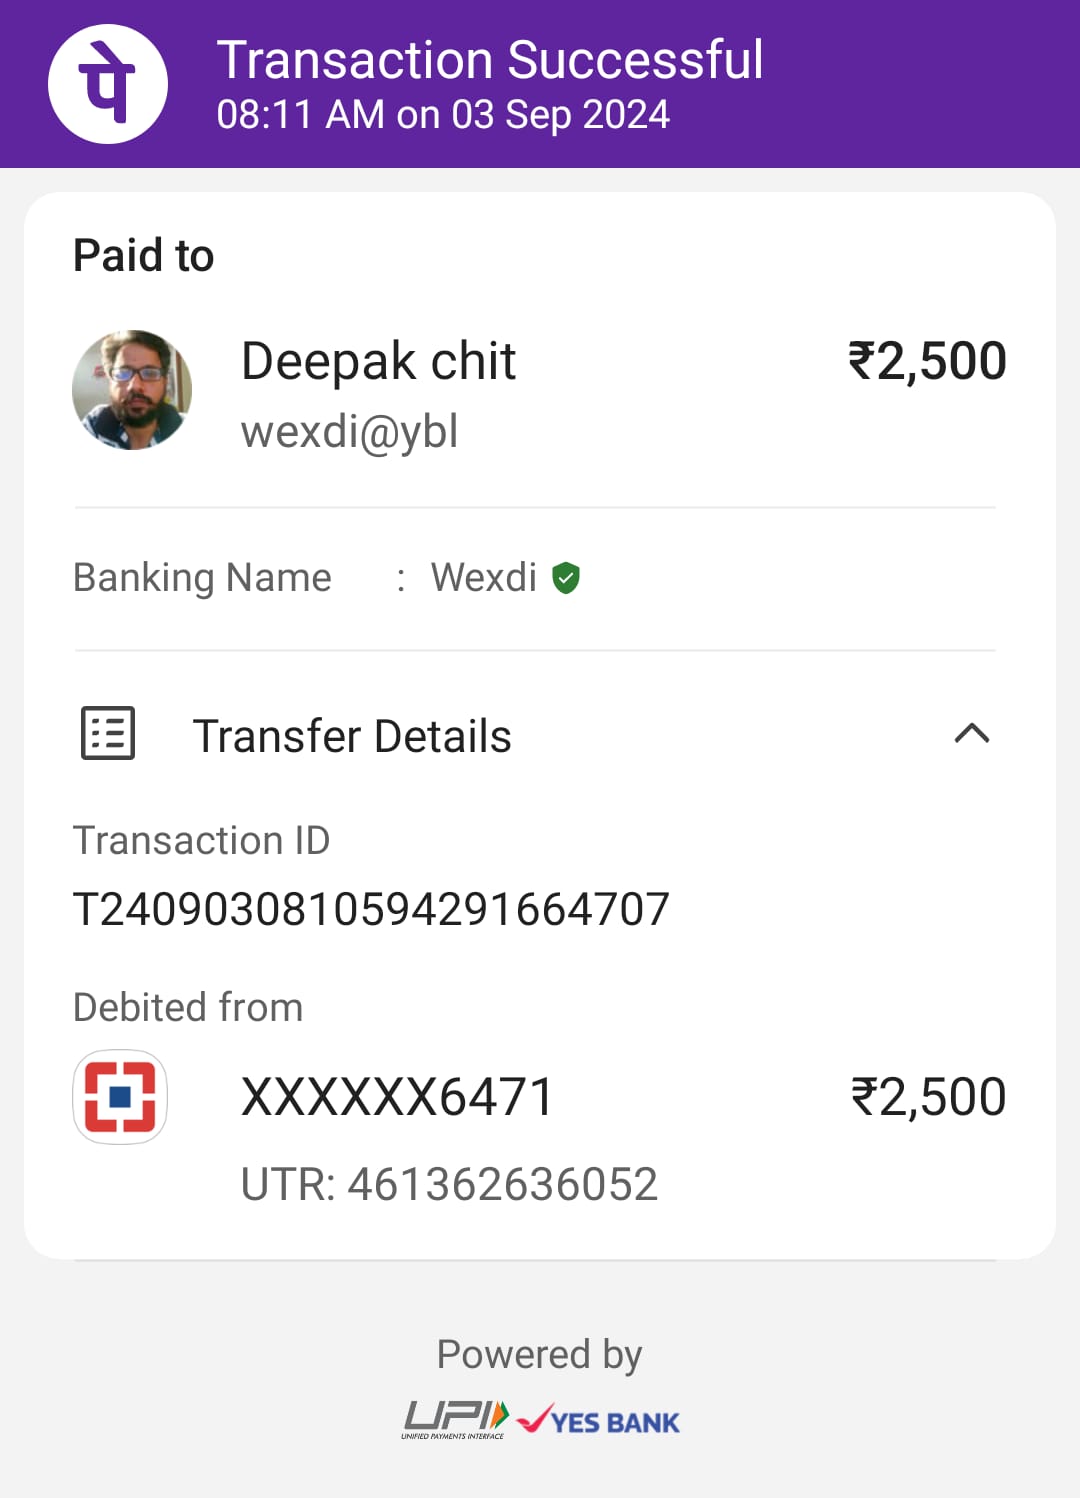 पे
Transaction Successful
08:11 AM on 03 Sep 2024
Paid to
Deepak chit
₹2,500
wexdi@ybl
Banking Name : Wexdi
Transfer Details
Transaction ID
T2409030810594291664707
Debited from
XXXXXX6471
₹2,500
UTR: 461362636052
Powered by
UPI
UNIFIED PAYMENTS INTERFACE
YES BANK